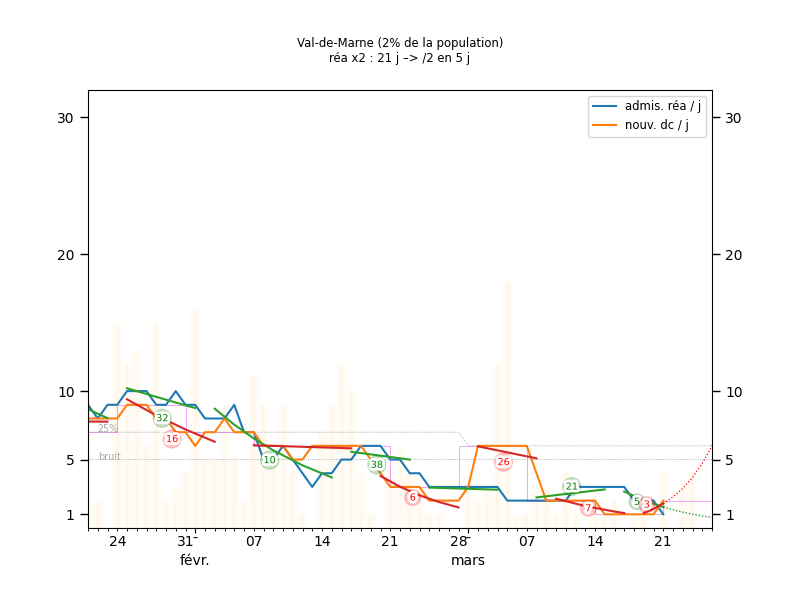 Val-de-Marne (2% de la population)
réa x2 : 21 j –> /2 en 5 j
admis. réa / j
nouv. dc / j
30 30
20 20
10 10
5 5
1 1
25%
bruit
32
16
10
38
6
26
21
7
5
3
24 31 07 14 21 28 07 14 21
févr. mars